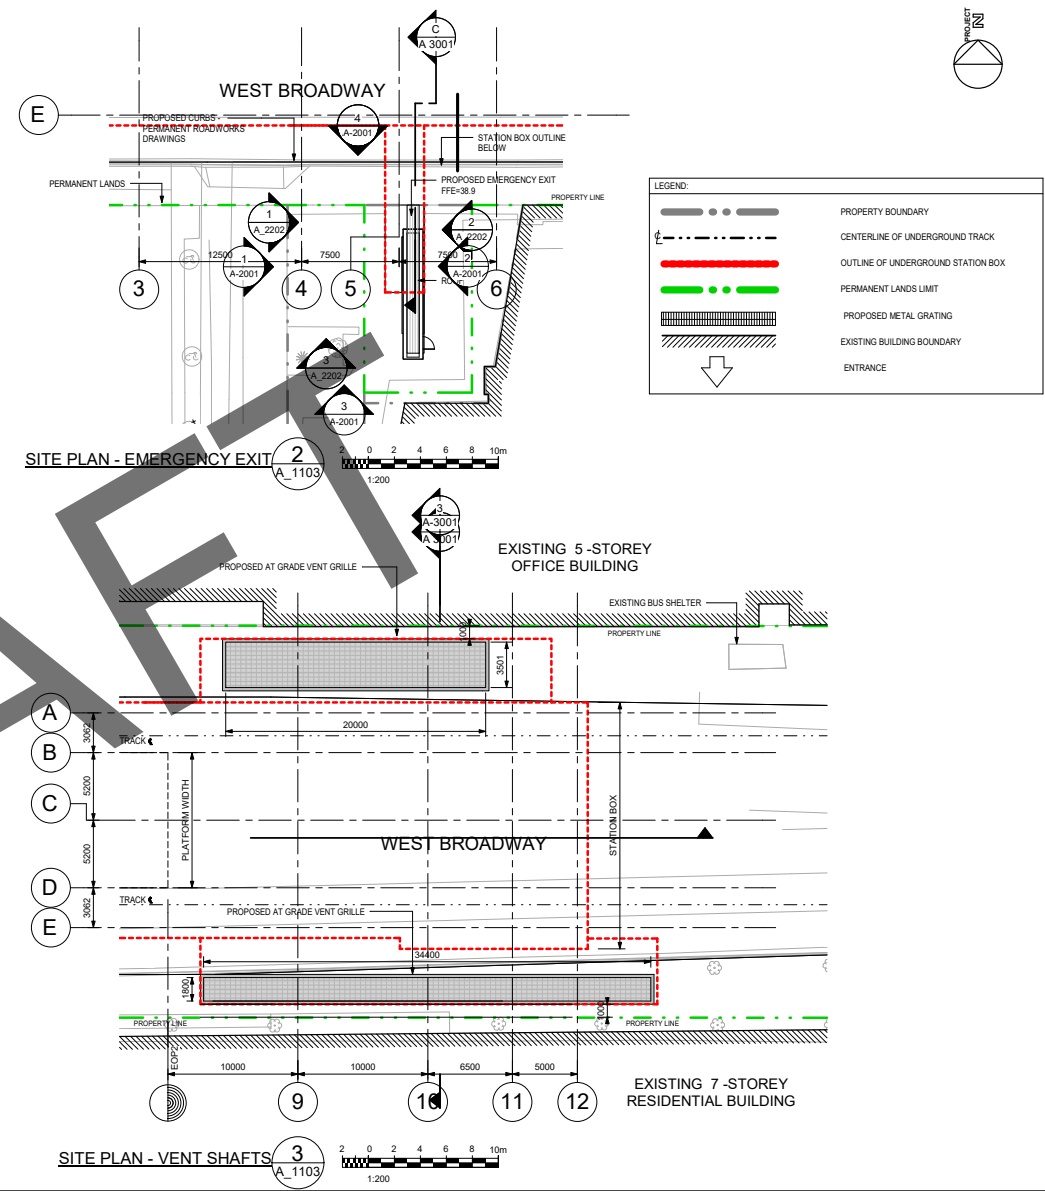 PROJECT
N
C
A 3001
WEST BROADWAY
E
PROPOSED CURBS -
PERMANENT ROADWORKS
DRAWINGS
4
A-2001
STATION BOX OUTLINE
BELOW
PERMANENT LANDS
PROPOSED EMERGENCY EXIT
FFE=38.9
PROPERTY LINE
1
A_2202
2
A_2202
12500
7500
7500
1
A-2001
2
A-2001
3
4
5
6
3
A_2202
3
A-2001
LEGEND:
PROPERTY BOUNDARY
CENTERLINE OF UNDERGROUND TRACK
OUTLINE OF UNDERGROUND STATION BOX
PERMANENT LANDS LIMIT
PROPOSED METAL GRATING
EXISTING BUILDING BOUNDARY
ENTRANCE
SITE PLAN - EMERGENCY EXIT
2
A_1103
2 0 2 4 6 8 10m
1:200
3
A-3001
A 3001
EXISTING 5 -STOREY
OFFICE BUILDING
PROPOSED AT GRADE VENT GRILLE
EXISTING BUS SHELTER
PROPERTY LINE
1000
3501
20000
A
3062
TRACK
B
5200
PLATFORM WIDTH
C
STATION BOX
WEST BROADWAY
5200
D
TRACK
3062
PROPOSED AT GRADE VENT GRILLE
E
34400
1800
1000
PROPERTY LINE
PROPERTY LINE
EOP2
10000
10000
6500
5000
9
10
11
12
EXISTING 7 -STOREY
RESIDENTIAL BUILDING
SITE PLAN - VENT SHAFTS
3
A_1103
2 0 2 4 6 8 10m
1:200